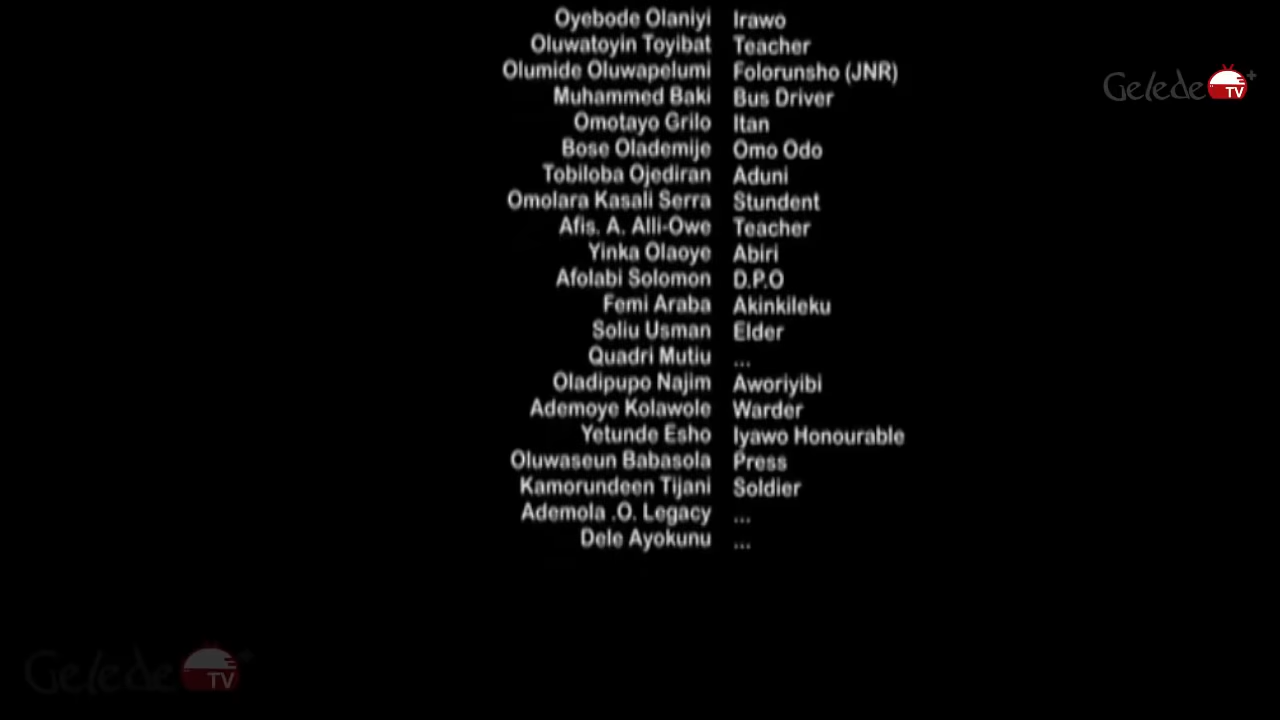 Oyebode Olaniyi Irawo
Oluwatoyin Toyibat Teacher
Olumide Oluwapelumi Folorunsho (JNR)
Muhammed Baki Bus Driver
Omotayo Grilo Itan
Bose Olademije Omo Odo
Tobiloba Ojediran Aduni
Omolara Kasali Serra Stundent
Afis. A. Alli-Owe Teacher
Yinka Olaoye Abiri
Afolabi Solomon D.P.O
Femi Araba Akinkileku
Soliu Usman Elder
Quadri Mutiu ...
Oladipupo Najim Aworiyibi
Ademoye Kolawole Warder
Yetunde Esho Iyawo Honourable
Oluwaseun Babasola Press
Kamorundeen Tijani Soldier
Ademola .O. Legacy ...
Dele Ayokunu ...
Gelede TV+
Gelede TV+